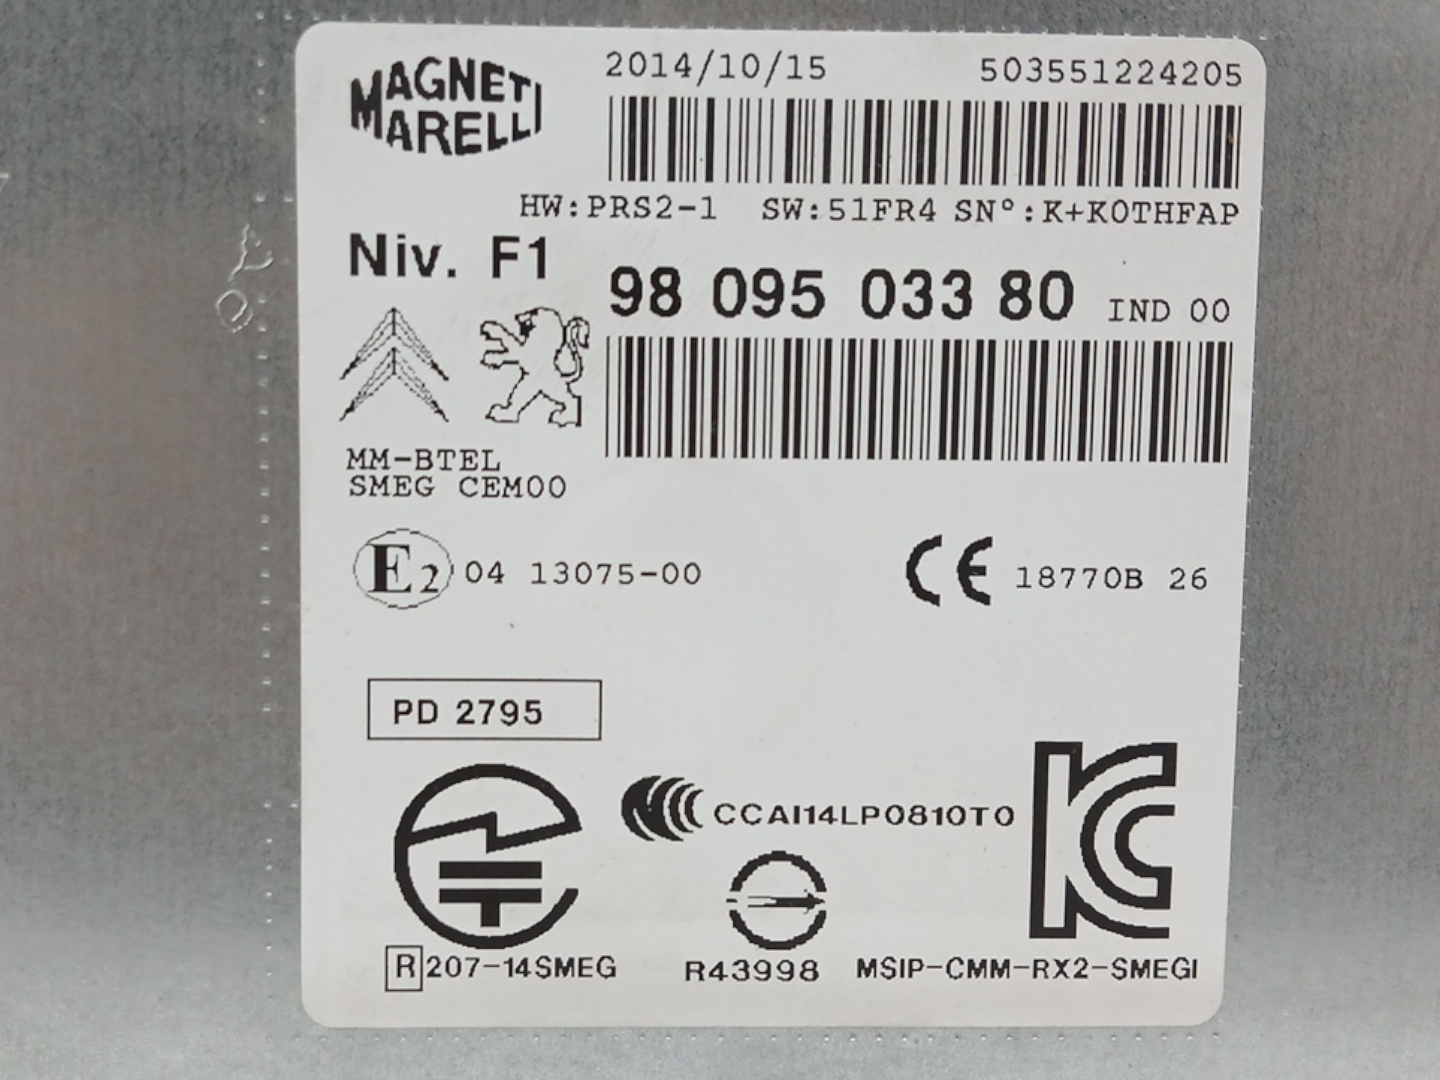 MAGNETI
MARELLI
2014/10/15 503551224205
HW:PRS2-1 SW:51FR4 SN°:K+K0THFAP
Niv. F1
98 095 033 80 IND 00
MM-BTEL
SMEG CEM00
E2 04 13075-00
CE 18770B 26
PD 2795
CCAI14LP0810T0
R 207-14SMEG
R43998
MSIP-CMM-RX2-SMEGI